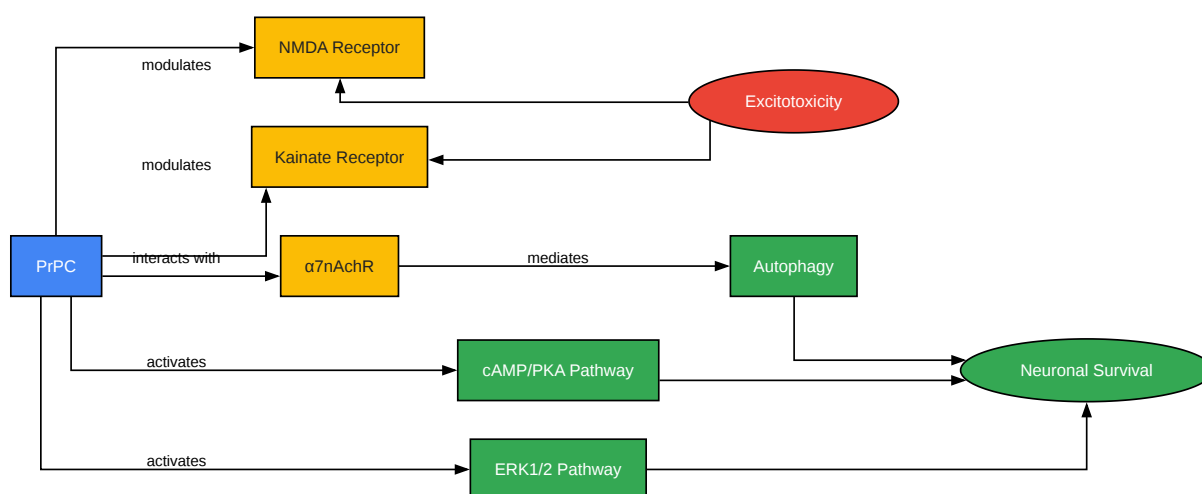 NMDA Receptor
modulates
Excitotoxicity
Kainate Receptor
modulates
interacts with
PrPC
α7nAchR
mediates
Autophagy
activates
cAMP/PKA Pathway
Neuronal Survival
activates
ERK1/2 Pathway